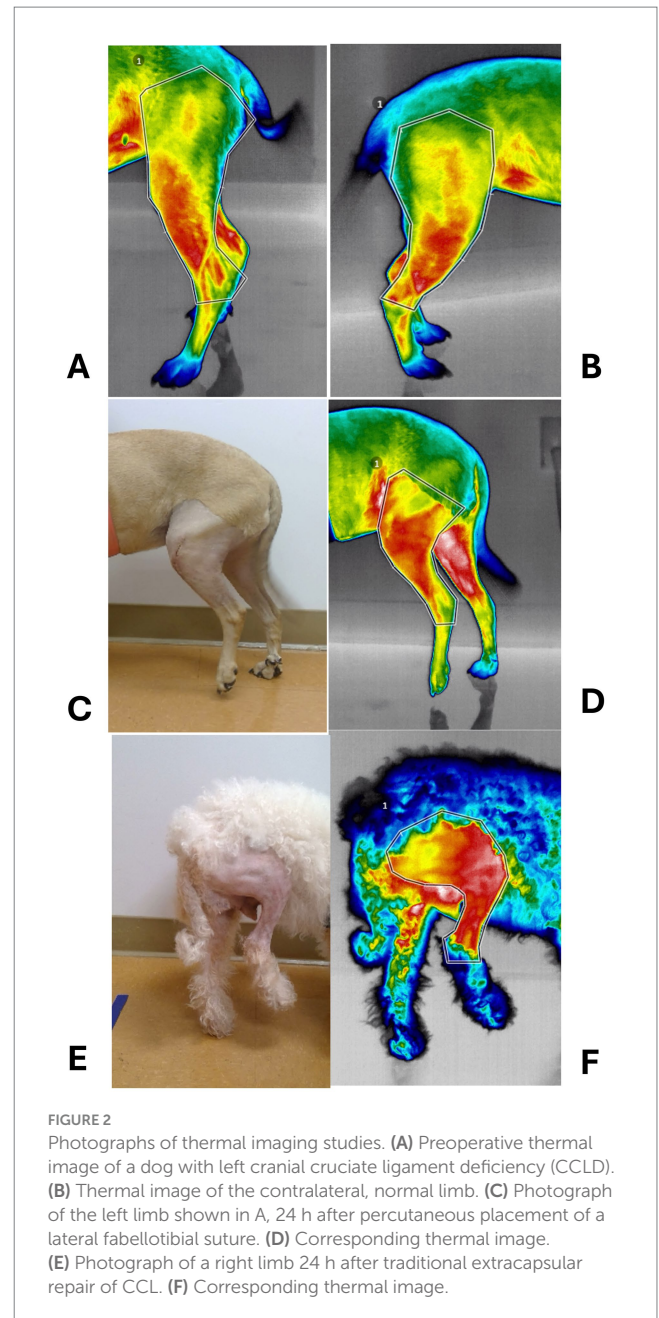 1
1
A
B
1
C
D
1
E
F
FIGURE 2
Photographs of thermal imaging studies. (A) Preoperative thermal
image of a dog with left cranial cruciate ligament deficiency (CCLD).
(B) Thermal image of the contralateral, normal limb. (C) Photograph
of the left limb shown in A, 24 h after percutaneous placement of a
lateral fabellotibial suture. (D) Corresponding thermal image.
(E) Photograph of a right limb 24 h after traditional extracapsular
repair of CCL. (F) Corresponding thermal image.